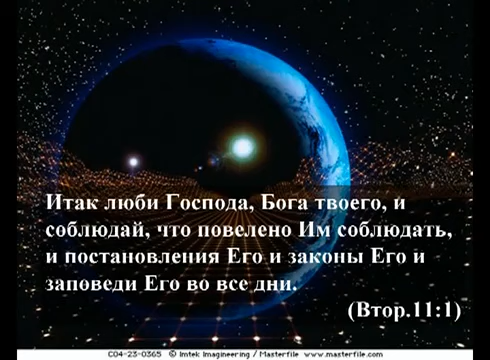 Итак люби Господа, Бога твоего, и
соблюдай, что повелено Им соблюдать,
и постановления Его и законы Его и
заповеди Его во все дни.
(Втор.11:1)
C04-23-0365 © Imtek Imagineering / Masterfile www.masterfile.com